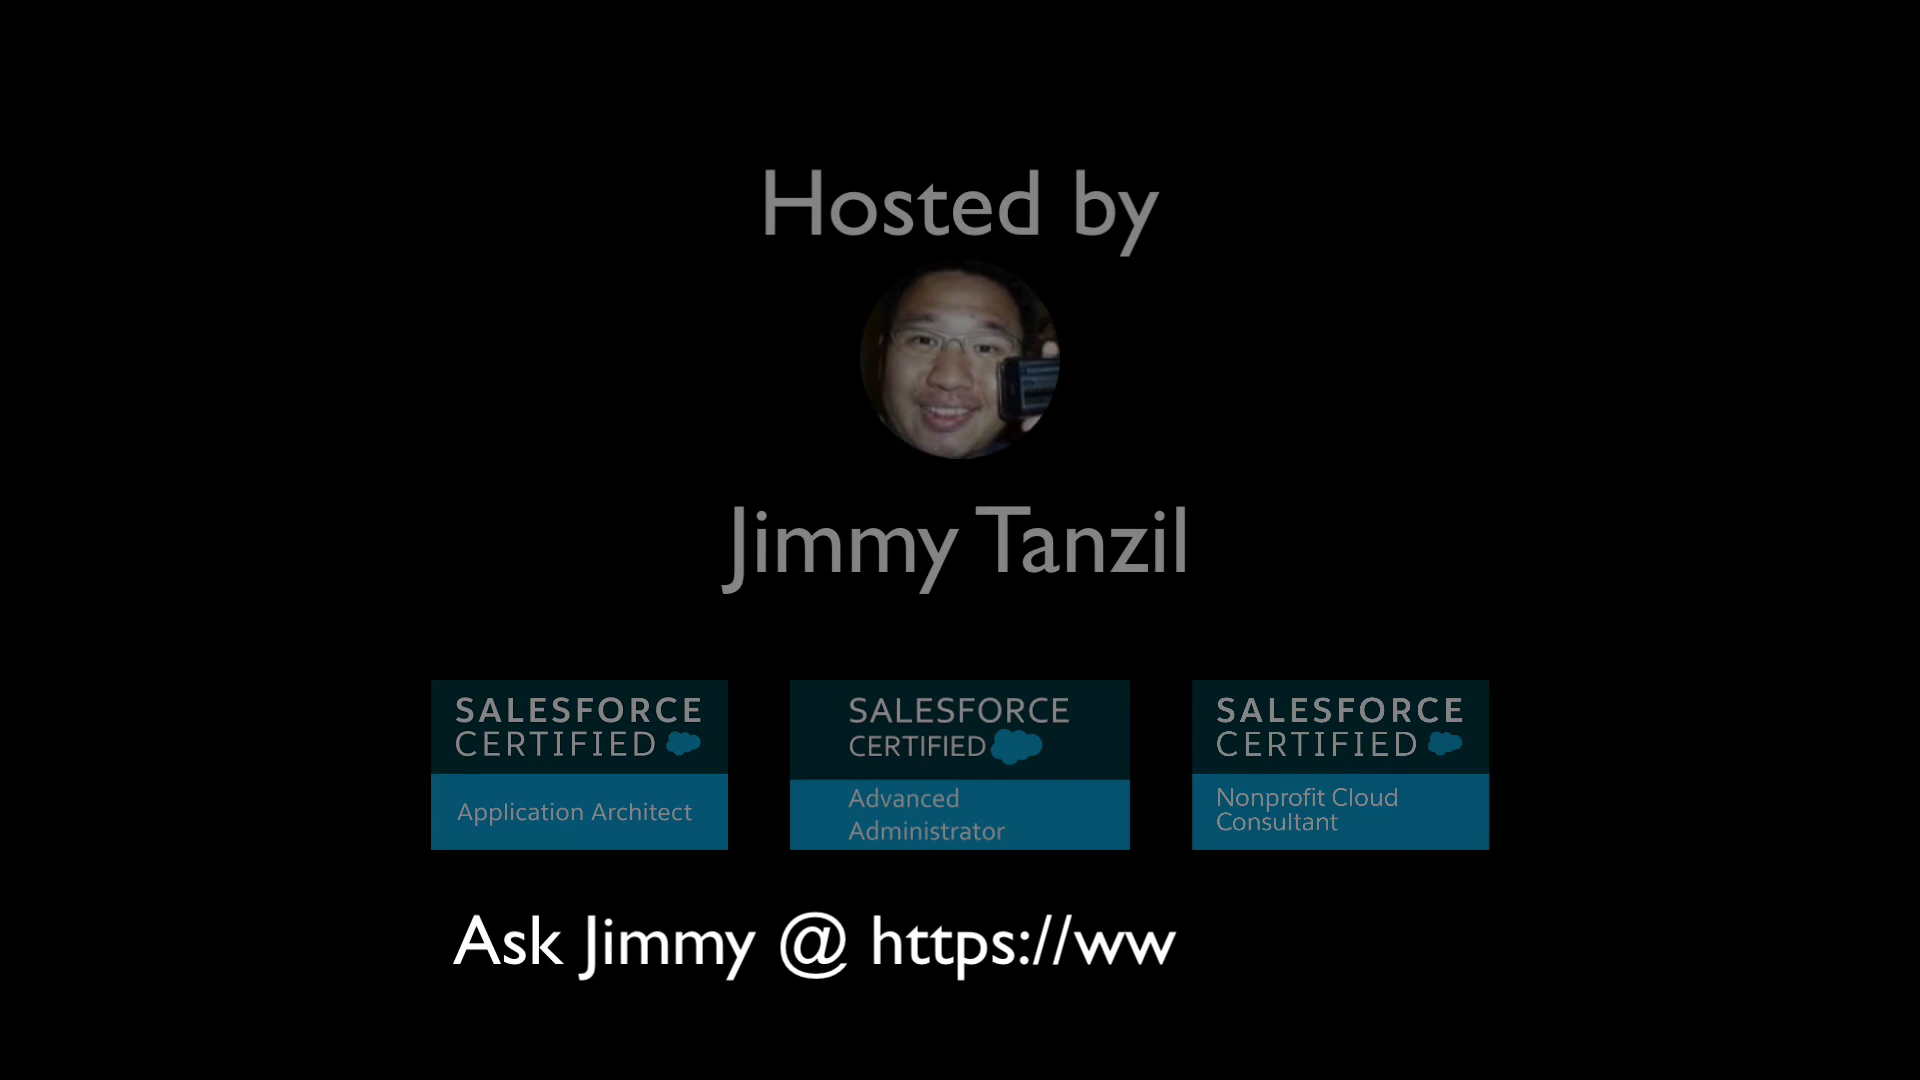 Hosted by
Jimmy Tanzil
SALESFORCE
CERTIFIED
Application Architect
SALESFORCE
CERTIFIED
Advanced
Administrator
SALESFORCE
CERTIFIED
Nonprofit Cloud
Consultant
Ask Jimmy @ https://ww